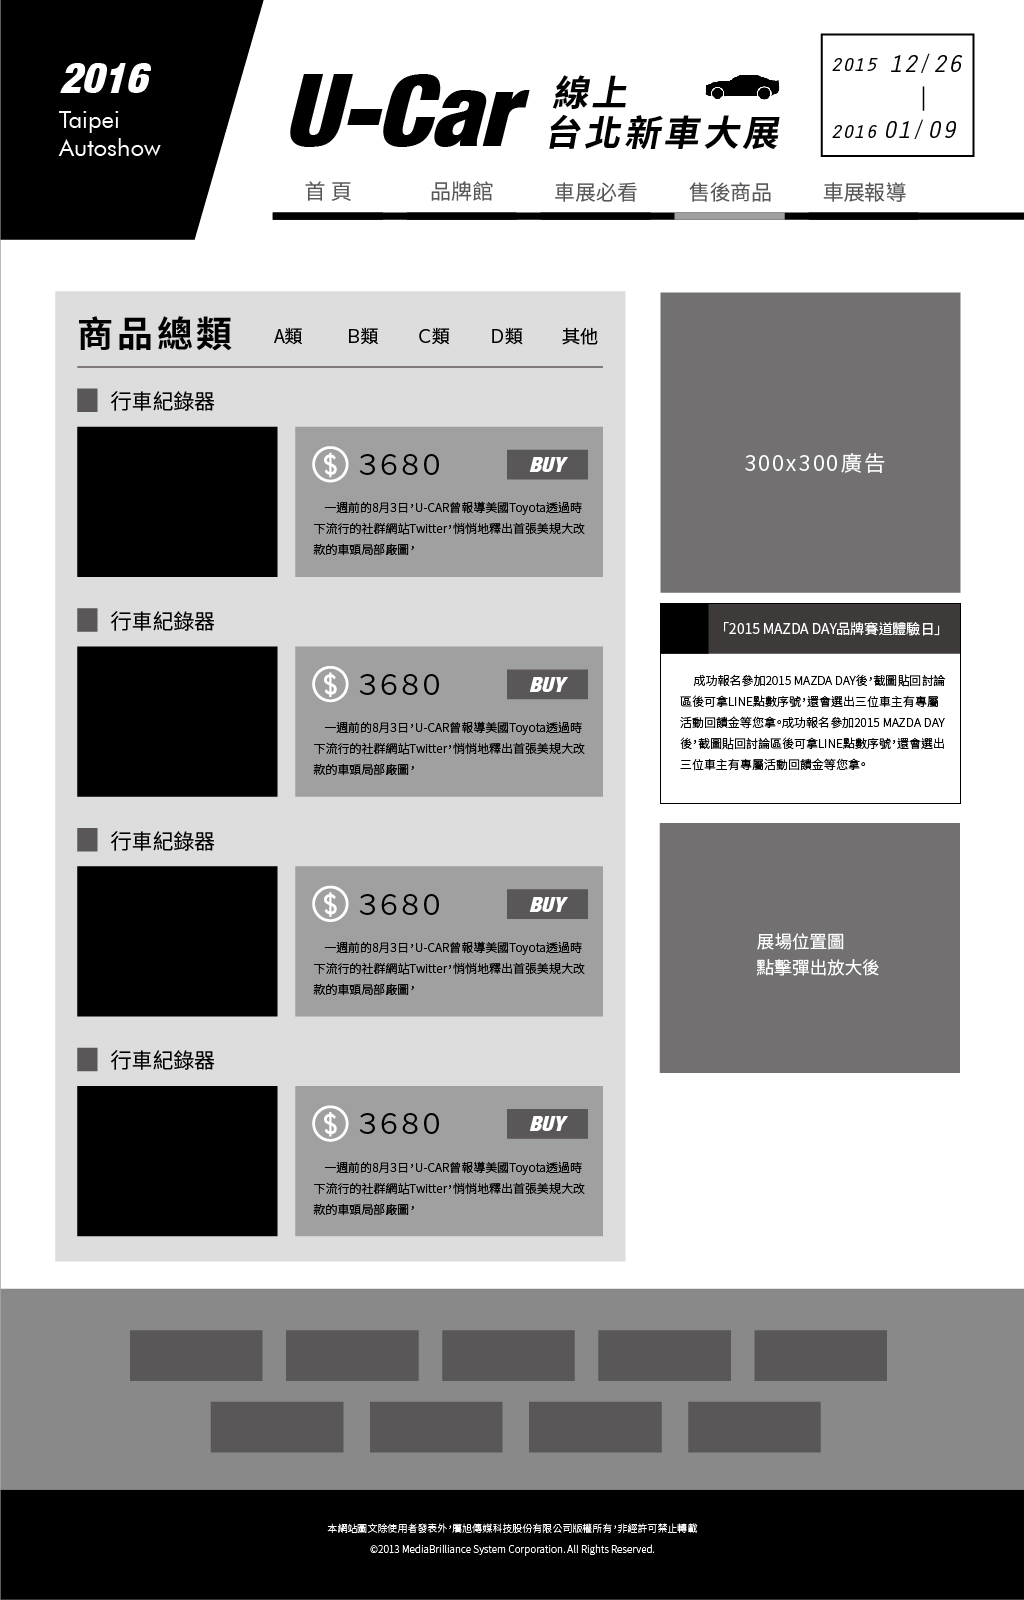 2016
Taipei
Autoshow
U-Car
線上
台北新車大展
2015 12/26
|
2016 01/09
首頁
品牌館
車展必看
售後商品
車展報導
商品總類
A類
B類
C類
D類
其他
行車紀錄器
$ 3680
BUY
一週前的8月3日,U-CAR曾報導美國Toyota透過時
下流行的社群網站Twitter,悄悄地釋出首張美規大改
款的車頭局部廠圖,
行車紀錄器
$ 3680
BUY
一週前的8月3日,U-CAR曾報導美國Toyota透過時
下流行的社群網站Twitter,悄悄地釋出首張美規大改
款的車頭局部廠圖,
行車紀錄器
$ 3680
BUY
一週前的8月3日,U-CAR曾報導美國Toyota透過時
下流行的社群網站Twitter,悄悄地釋出首張美規大改
款的車頭局部廠圖,
行車紀錄器
$ 3680
BUY
一週前的8月3日,U-CAR曾報導美國Toyota透過時
下流行的社群網站Twitter,悄悄地釋出首張美規大改
款的車頭局部廠圖,
300x300廣告
「2015 MAZDA DAY品牌賽道體驗日」
成功報名參加2015 MAZDA DAY後,截圖貼回討論
區後可拿LINE點數序號,還會選出三位車主有專屬
活動回饋金等您拿。成功報名參加2015 MAZDA DAY
後,截圖貼回討論區後可拿LINE點數序號,還會選出
三位車主有專屬活動回饋金等您拿。
展場位置圖
點擊彈出放大後
本網站圖文除使用者發表外,屬旭傳媒科技股份有限公司版權所有,非經許可禁止轉載
©2013 MediaBrilliance System Corporation. All Rights Reserved.